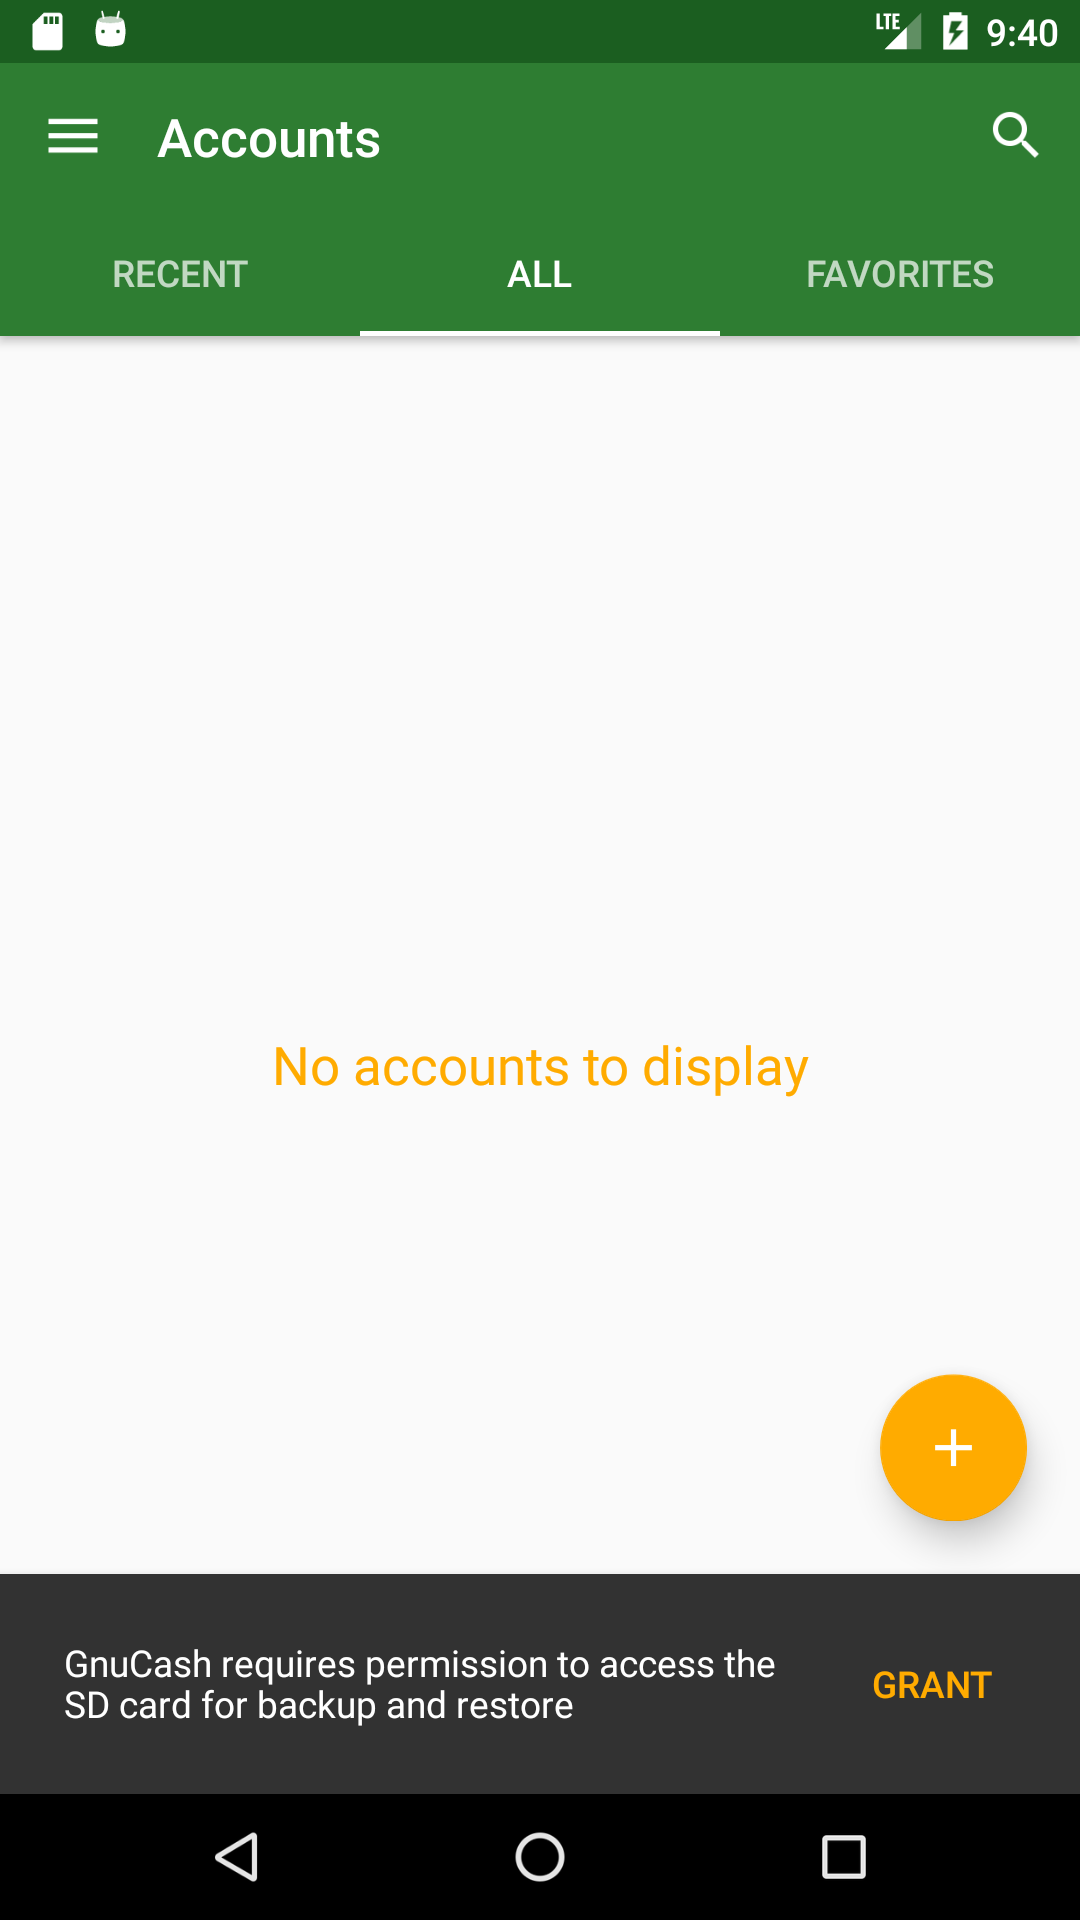 LTE 9:40
Accounts
RECENT ALL FAVORITES
No accounts to display
GnuCash requires permission to access the
SD card for backup and restore
GRANT